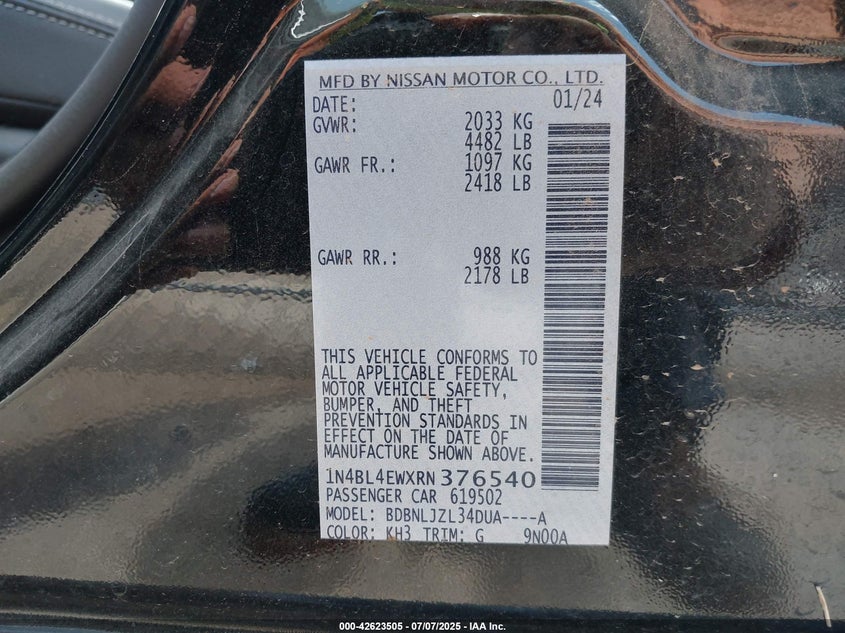 MFD BY NISSAN MOTOR CO., LTD.
DATE: 01/24
GVWR: 2033 KG
4482 LB
GAWR FR.: 1097 KG
2418 LB
GAWR RR.: 988 KG
2178 LB
THIS VEHICLE CONFORMS TO
ALL APPLICABLE FEDERAL
MOTOR VEHICLE SAFETY,
BUMPER, AND THEFT
PREVENTION STANDARDS IN
EFFECT ON THE DATE OF
MANUFACTURE SHOWN ABOVE.
1N4BL4EWXRN376540
PASSENGER CAR 619502
MODEL: BDBNLJZL34DUA----A
COLOR: KH3 TRIM: G 9N00A
000-42623505 - 07/07/2025 - IAA Inc.